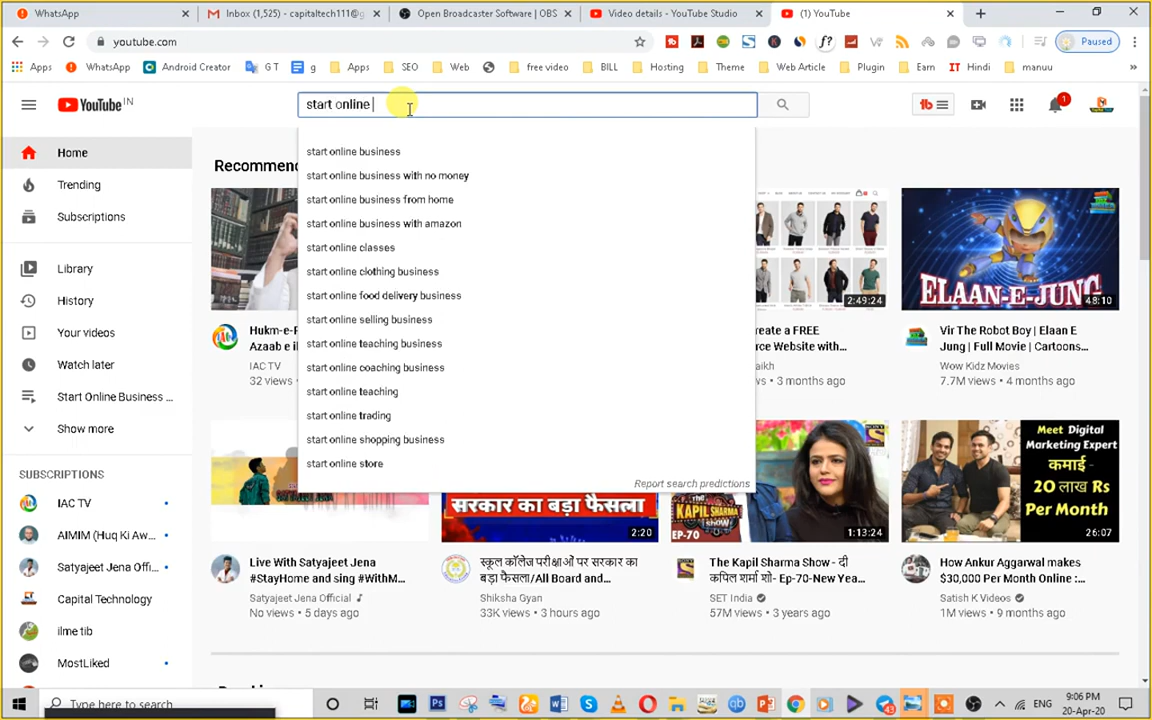 WhatsApp
Inbox (1,525) - capitaltech111@g
Open Broadcaster Software | OBS
Video details - YouTube Studio
(1) YouTube
youtube.com
Paused
Apps
WhatsApp
Android Creator
G T
g
Apps
SEO
Web
free video
BILL
Hosting
Theme
Web Article
Plugin
Earn
IT Hindi
manuu
YouTube IN
start online
start online business
start online business with no money
start online business from home
start online business with amazon
start online classes
start online clothing business
start online food delivery business
start online selling business
start online teaching business
start online coaching business
start online teaching
start online trading
start online shopping business
start online store
Report search predictions
Home
Trending
Subscriptions
Library
History
Your videos
Watch later
Start Online Business ...
Show more
SUBSCRIPTIONS
IAC TV
AIMIM (Huq Ki Aw...
Satyajeet Jena Offi...
Capital Technology
ilme tib
MostLiked
Recommen
2:49:24
ELAAN-E-JUNG
48:10
Hukm-e-
Azaab e il
IAC TV
32 views •
reate a FREE
erce Website with...
aikh
ws • 3 months ago
Vir The Robot Boy | Elaan E
Jung | Full Movie | Cartoons...
Wow Kidz Movies
7.7M views • 4 months ago
सरकार का बड़ा फैसला
2:20
THE KAPIL SHARMA SHOW
EP-70
1:13:24
MEET Digital
Marketing Expert
कमाई -
20 लाख Rs
Per Month
26:07
Live With Satyajeet Jena
#StayHome and sing #WithM...
Satyajeet Jena Official
No views • 5 days ago
स्कूल कॉलेज परीक्षाओं पर सरकार का
बड़ा फैसला/All Board and...
Shiksha Gyan
33K views • 3 hours ago
The Kapil Sharma Show - दी
कपिल शर्मा शो- Ep-70-New Yea...
SET India
57M views • 3 years ago
How Ankur Aggarwal makes
$30,000 Per Month Online :...
Satish K Videos
1M views • 9 months ago
Type here to search
43
ENG
9:06 PM
20-Apr-20